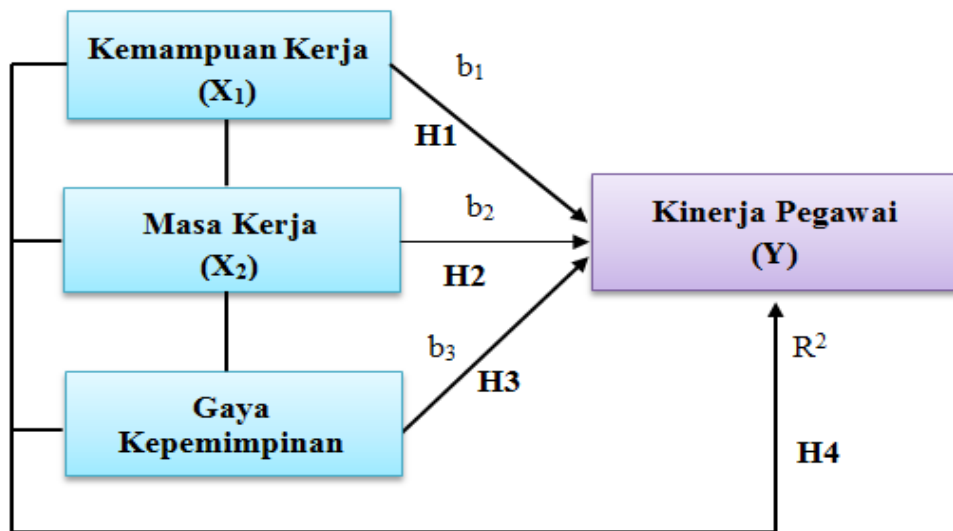 Kemampuan Kerja
(X₁)
b₁
H1
Masa Kerja
(X₂)
b₂
H2
Kinerja Pegawai
(Y)
b₃
H3
Gaya
Kepemimpinan
R²
H4